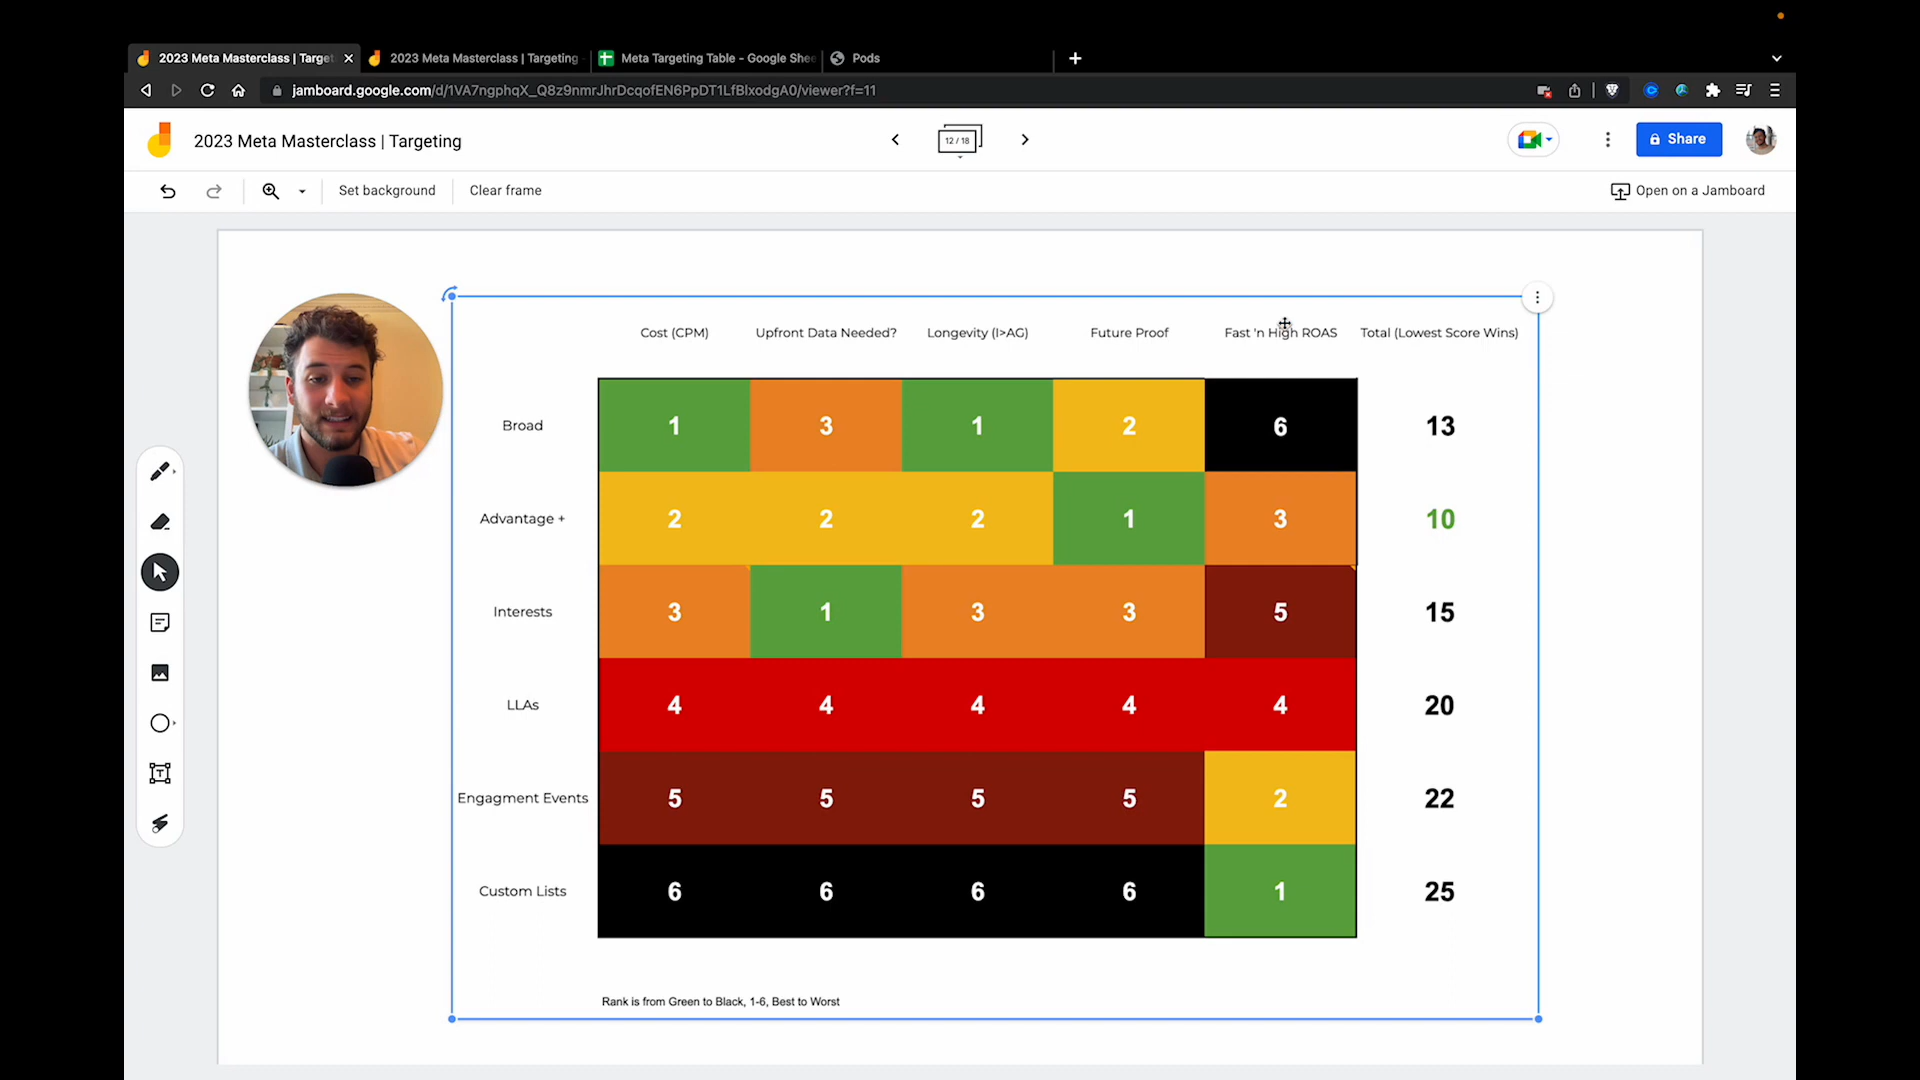 2023 Meta Masterclass | Targe
2023 Meta Masterclass | Targeting
Meta Targeting Table - Google Shee
Pods
jamboard.google.com/d/1VA7ngphqX_Q8z9nmrJhrDcqofEN6PpDT1LfBlxodgA0/viewer?f=11
2023 Meta Masterclass | Targeting
12 / 18
Share
Set background
Clear frame
Open on a Jamboard
Cost (CPM) Upfront Data Needed? Longevity (I>AG) Future Proof Fast 'n High ROAS Total (Lowest Score Wins)
Broad 1 3 1 2 6 13
Advantage + 2 2 2 1 3 10
Interests 3 1 3 3 5 15
LLAs 4 4 4 4 4 20
Engagment Events 5 5 5 5 2 22
Custom Lists 6 6 6 6 1 25
Rank is from Green to Black, 1-6, Best to Worst